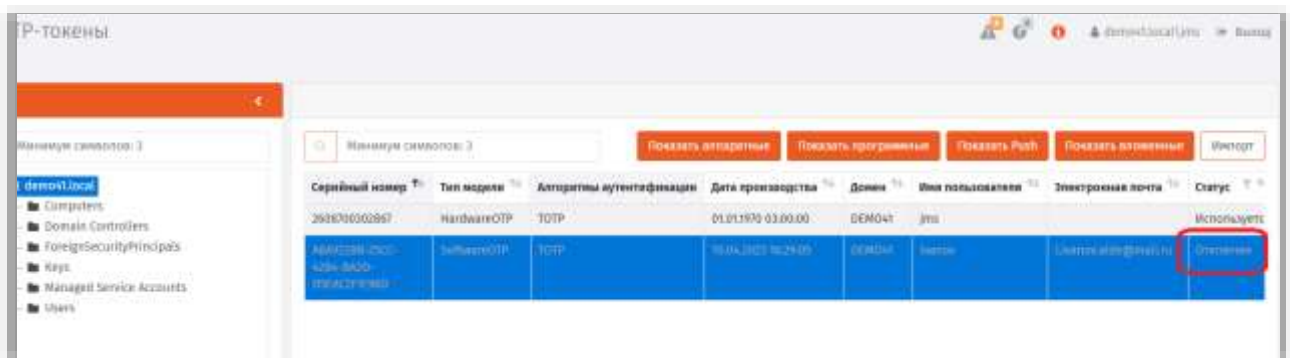 ТР-токены
demo41.local\jms Выход
Минимум символов: 3
Минимум символов: 3 Показать аппаратные Показать программные Показать Push Показать вложенные Импорт
demo41.local
Computers
Domain Controllers
ForeignSecurityPrincipals
Keys
Managed Service Accounts
Users
Серийный номер Тип модели Алгоритмы аутентификации Дата производства Домен Имя пользователя Электронная почта Статус
HardwareOTP TOTP 01.01.1970 03:00:00 DEMO41 jms Использует
SoftwareOTP TOTP DEMO41